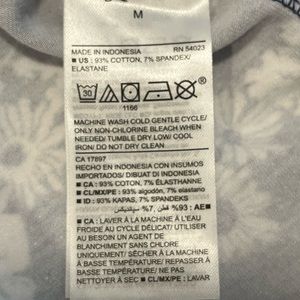 M
MADE IN INDONESIA RN 54023
■ US : 93% COTTON, 7% SPANDEX/
ELASTANE
30
1166
MACHINE WASH COLD GENTLE CYCLE/
ONLY NON-CHLORINE BLEACH WHEN
NEEDED/ TUMBLE DRY LOW/ COOL
IRON/ DO NOT DRY CLEAN
CA 17897
HECHO EN INDONESIA CON INSUMOS
IMPORTADOS/ DIBUAT DI INDONESIA
■ CA : 93% COTON, 7% ÉLASTHANNE
■ CL/MX/PE : 93% algodón, 7% elastano
■ ID : 93% KAPAS, 7% SPANDEKS
■ AE : 93% قطن, 7% سباندیکس
■ CA : LAVER À LA MACHINE À L'EAU
FROIDE AU CYCLE DÉLICAT/ UTILISER
AU BESOIN UN AGENT DE
BLANCHIMENT SANS CHLORE
UNIQUEMENT/ SÉCHER À LA MACHINE
À BASSE TEMPÉRATURE/ REPASSER À
BASSE TEMPÉRATURE/ NE PAS
NETTOYER À SEC ■ CL/MX/PE : LAVAR